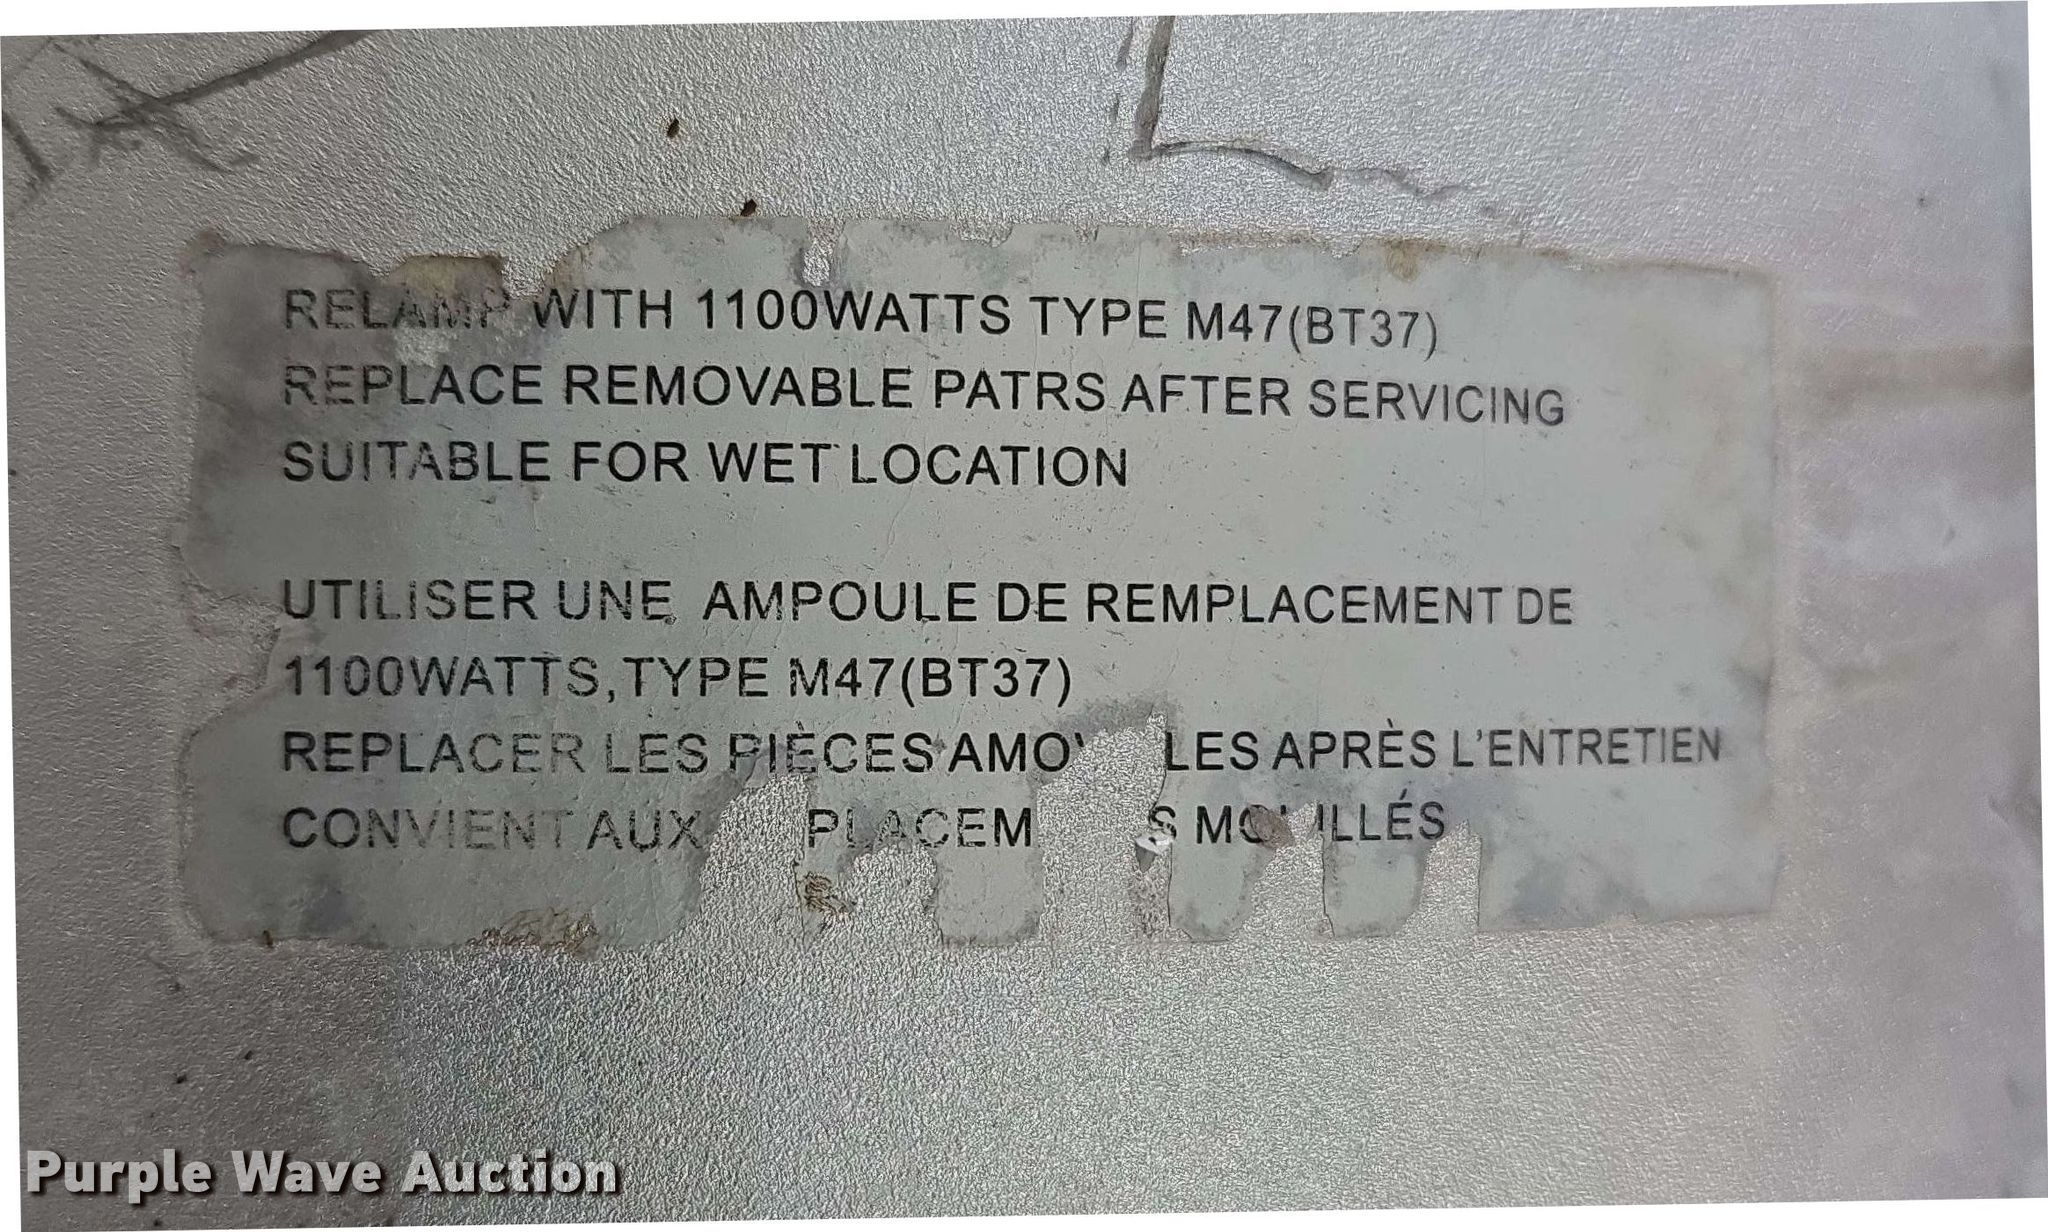 RELAMP WITH 1100WATTS TYPE M47(BT37)
REPLACE REMOVABLE PATRS AFTER SERVICING
SUITABLE FOR WET LOCATION
UTILISER UNE AMPOULE DE REMPLACEMENT DE
1100WATTS,TYPE M47(BT37)
REPLACER LES PIÈCES APRÈS L'ENTRETIEN
CONVIENT AUX
Purple Wave Auction